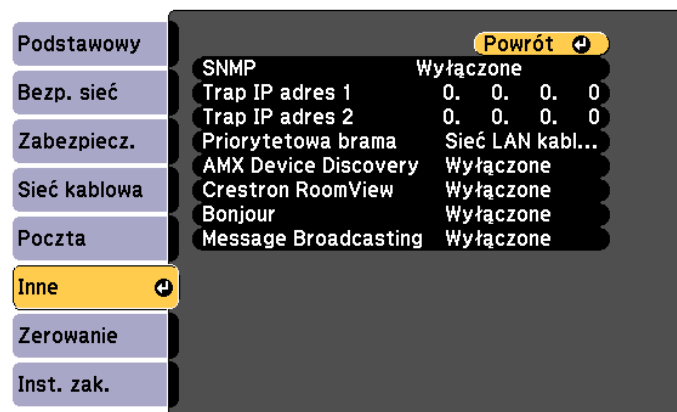 Podstawowy
Bezp. sieć
Zabezpiecz.
Sieć kablowa
Poczta
Inne
Zerowanie
Inst. zak.
Powrót
SNMP Wyłączone
Trap IP adres 1 0. 0. 0. 0
Trap IP adres 2 0. 0. 0. 0
Priorytetowa brama Sieć LAN kabl...
AMX Device Discovery Wyłączone
Crestron RoomView Wyłączone
Bonjour Wyłączone
Message Broadcasting Wyłączone